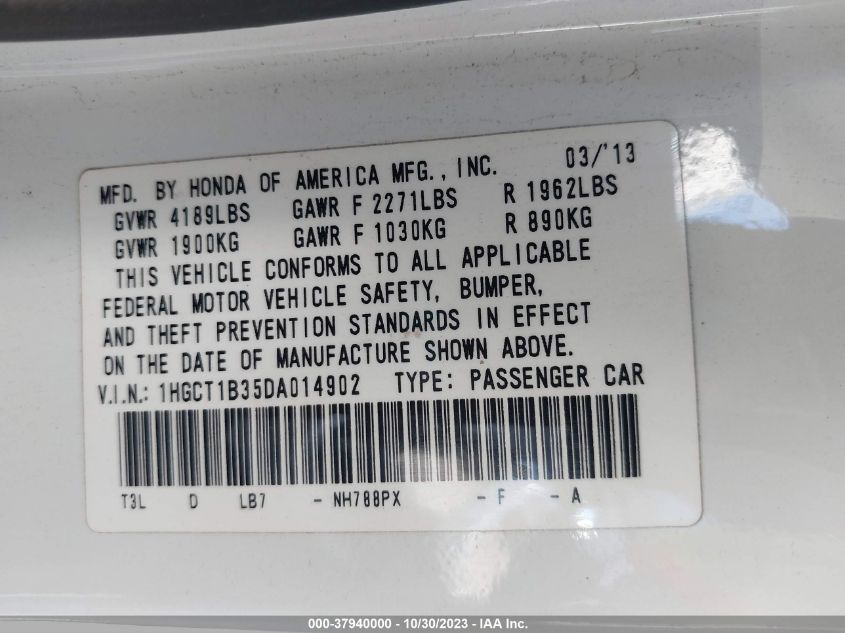 MFD. BY HONDA OF AMERICA MFG., INC. 03/'13
GVWR 4189LBS GAWR F 2271LBS R 1962LBS
GVWR 1900KG GAWR F 1030KG R 890KG
THIS VEHICLE CONFORMS TO ALL APPLICABLE
FEDERAL MOTOR VEHICLE SAFETY, BUMPER,
AND THEFT PREVENTION STANDARDS IN EFFECT
ON THE DATE OF MANUFACTURE SHOWN ABOVE.
V.I.N.: 1HGCT1B35DA014902 TYPE: PASSENGER CAR
T3L D LB7 - NH788PX - F - A
000-37940000 - 10/30/2023 - IAA Inc.